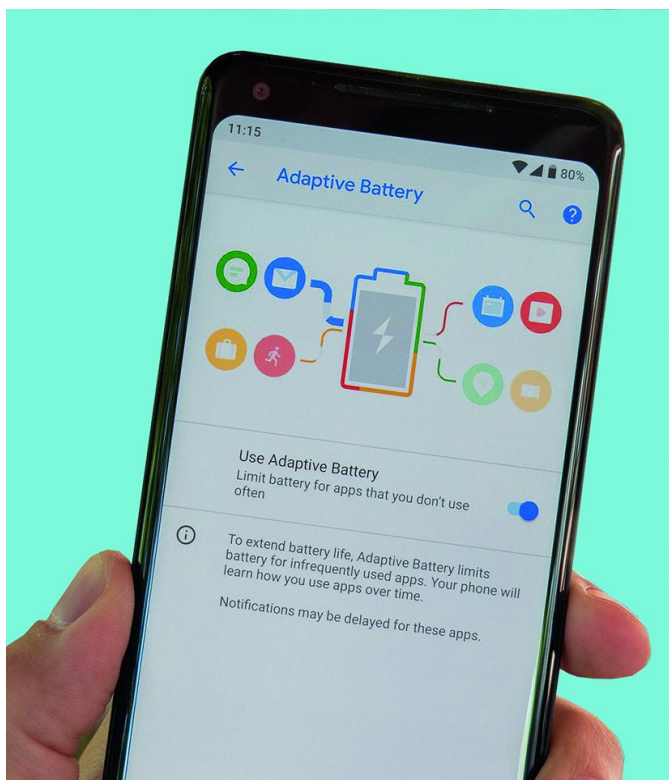 11:15
80%
Adaptive Battery
?
Use Adaptive Battery
Limit battery for apps that you don't use
often
To extend battery life, Adaptive Battery limits
battery for infrequently used apps. Your phone will
learn how you use apps over time.
Notifications may be delayed for these apps.